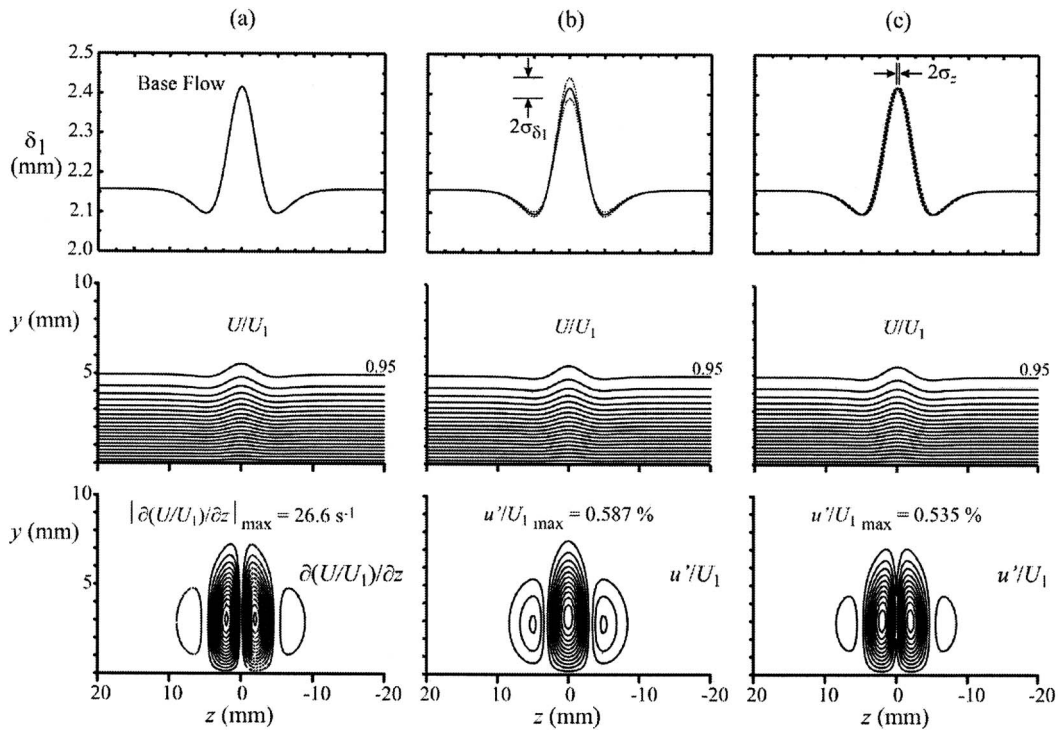 (a) (b) (c)
2.5
2.4
2.3
2.2
2.1
2.0
δ1
(mm)
Base Flow
2σδ1
2σz
10
5
y (mm)
U/U1
0.95
U/U1
0.95
U/U1
0.95
10
5
0
y (mm)
|∂(U/U1)/∂z| max = 26.6 s-1
∂(U/U1)/∂z
u'/U1 max = 0.587 %
u'/U1
u'/U1 max = 0.535 %
u'/U1
20 10 0 -10 20 10 0 -10 20 10 0 -10 -20
z (mm) z (mm) z (mm)